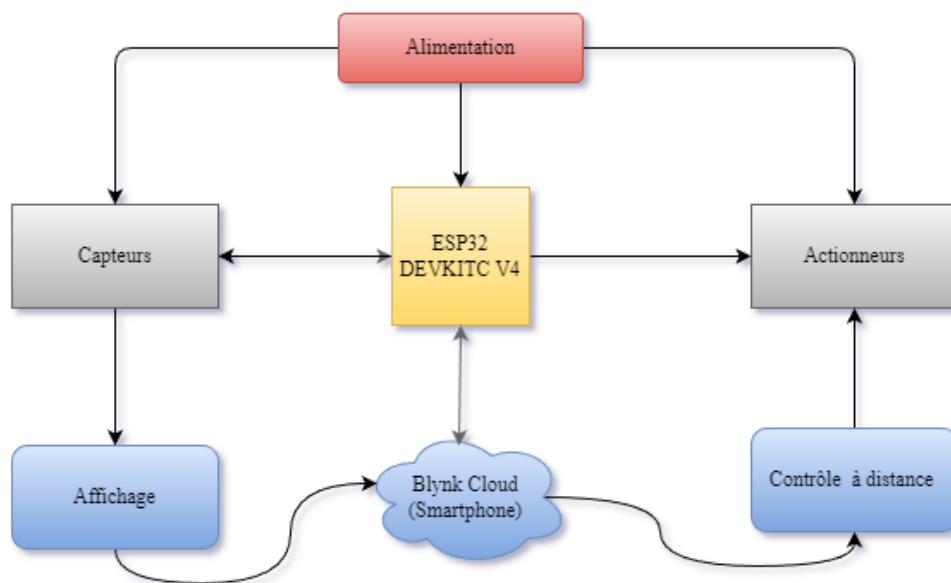 Alimentation
Capteurs
ESP32
DEVKITC V4
Actionneurs
Affichage
Blynk Cloud
(Smartphone)
Contrôle à distance